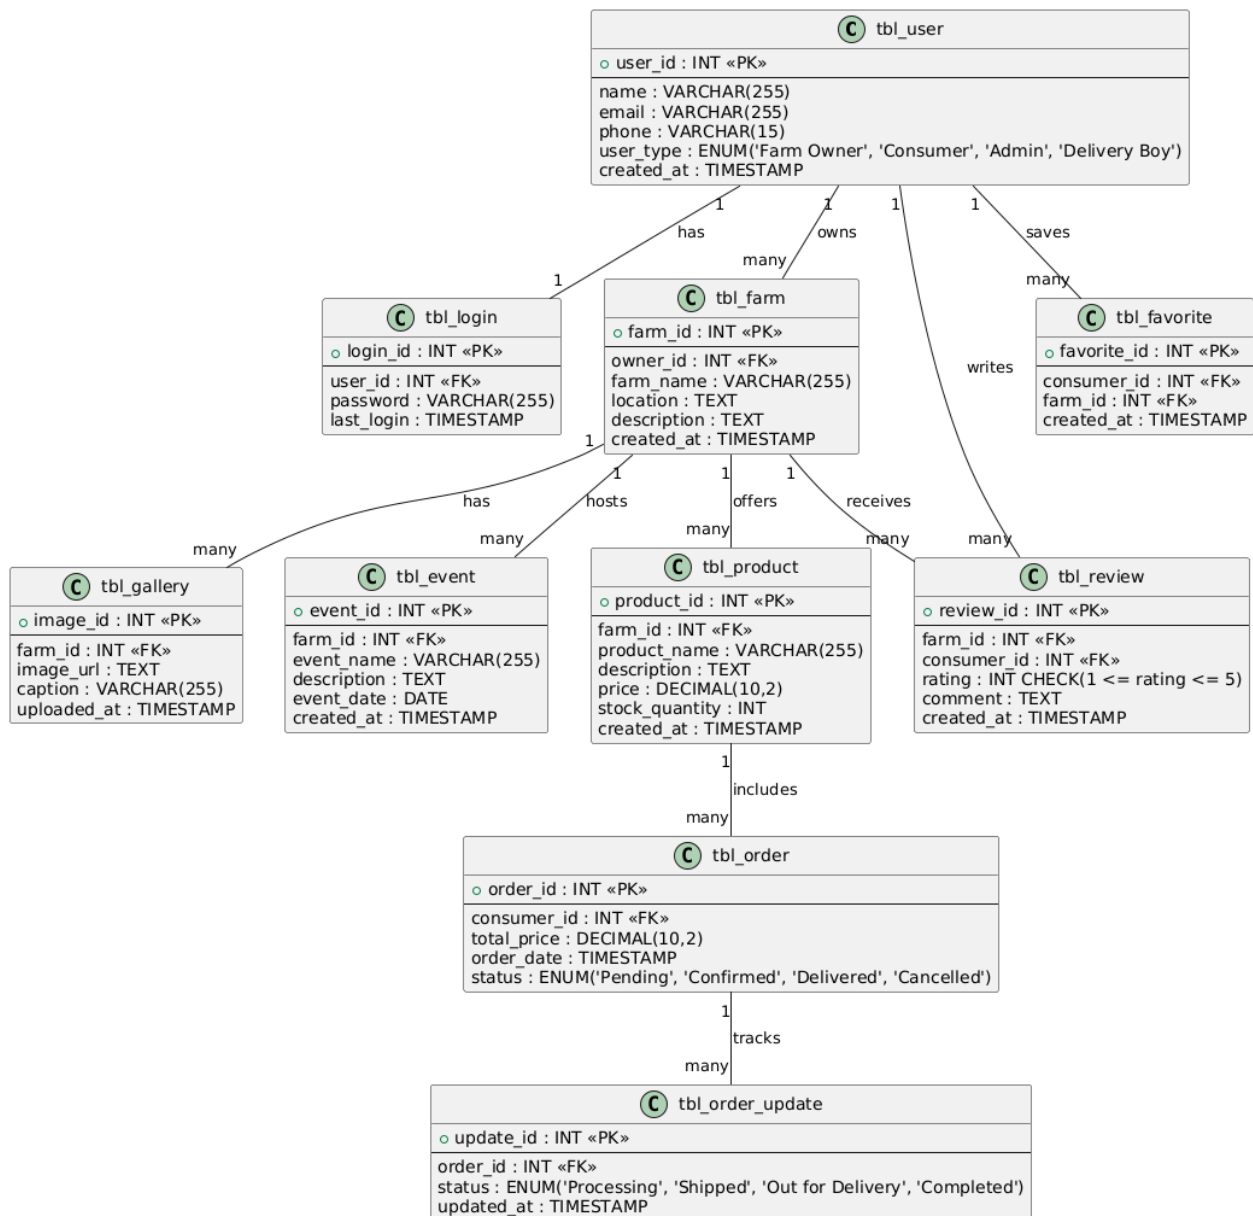 C tbl_user
user_id : INT «PK»
name : VARCHAR(255)
email : VARCHAR(255)
phone : VARCHAR(15)
user_type : ENUM('Farm Owner', 'Consumer', 'Admin', 'Delivery Boy')
created_at : TIMESTAMP
1 1 1 1
has owns saves
1 many many
C tbl_login
login_id : INT «PK»
user_id : INT «FK»
password : VARCHAR(255)
last_login : TIMESTAMP
C tbl_farm
farm_id : INT «PK»
owner_id : INT «FK»
farm_name : VARCHAR(255)
location : TEXT
description : TEXT
created_at : TIMESTAMP
writes
C tbl_favorite
favorite_id : INT «PK»
consumer_id : INT «FK»
farm_id : INT «FK»
created_at : TIMESTAMP
1 1 1 1
has hosts offers receives
many many many many many
C tbl_gallery
image_id : INT «PK»
farm_id : INT «FK»
image_url : TEXT
caption : VARCHAR(255)
uploaded_at : TIMESTAMP
C tbl_event
event_id : INT «PK»
farm_id : INT «FK»
event_name : VARCHAR(255)
description : TEXT
event_date : DATE
created_at : TIMESTAMP
C tbl_product
product_id : INT «PK»
farm_id : INT «FK»
product_name : VARCHAR(255)
description : TEXT
price : DECIMAL(10,2)
stock_quantity : INT
created_at : TIMESTAMP
C tbl_review
review_id : INT «PK»
farm_id : INT «FK»
consumer_id : INT «FK»
rating : INT CHECK(1 <= rating <= 5)
comment : TEXT
created_at : TIMESTAMP
1
includes
many
C tbl_order
order_id : INT «PK»
consumer_id : INT «FK»
total_price : DECIMAL(10,2)
order_date : TIMESTAMP
status : ENUM('Pending', 'Confirmed', 'Delivered', 'Cancelled')
1
tracks
many
C tbl_order_update
update_id : INT «PK»
order_id : INT «FK»
status : ENUM('Processing', 'Shipped', 'Out for Delivery', 'Completed')
updated_at : TIMESTAMP